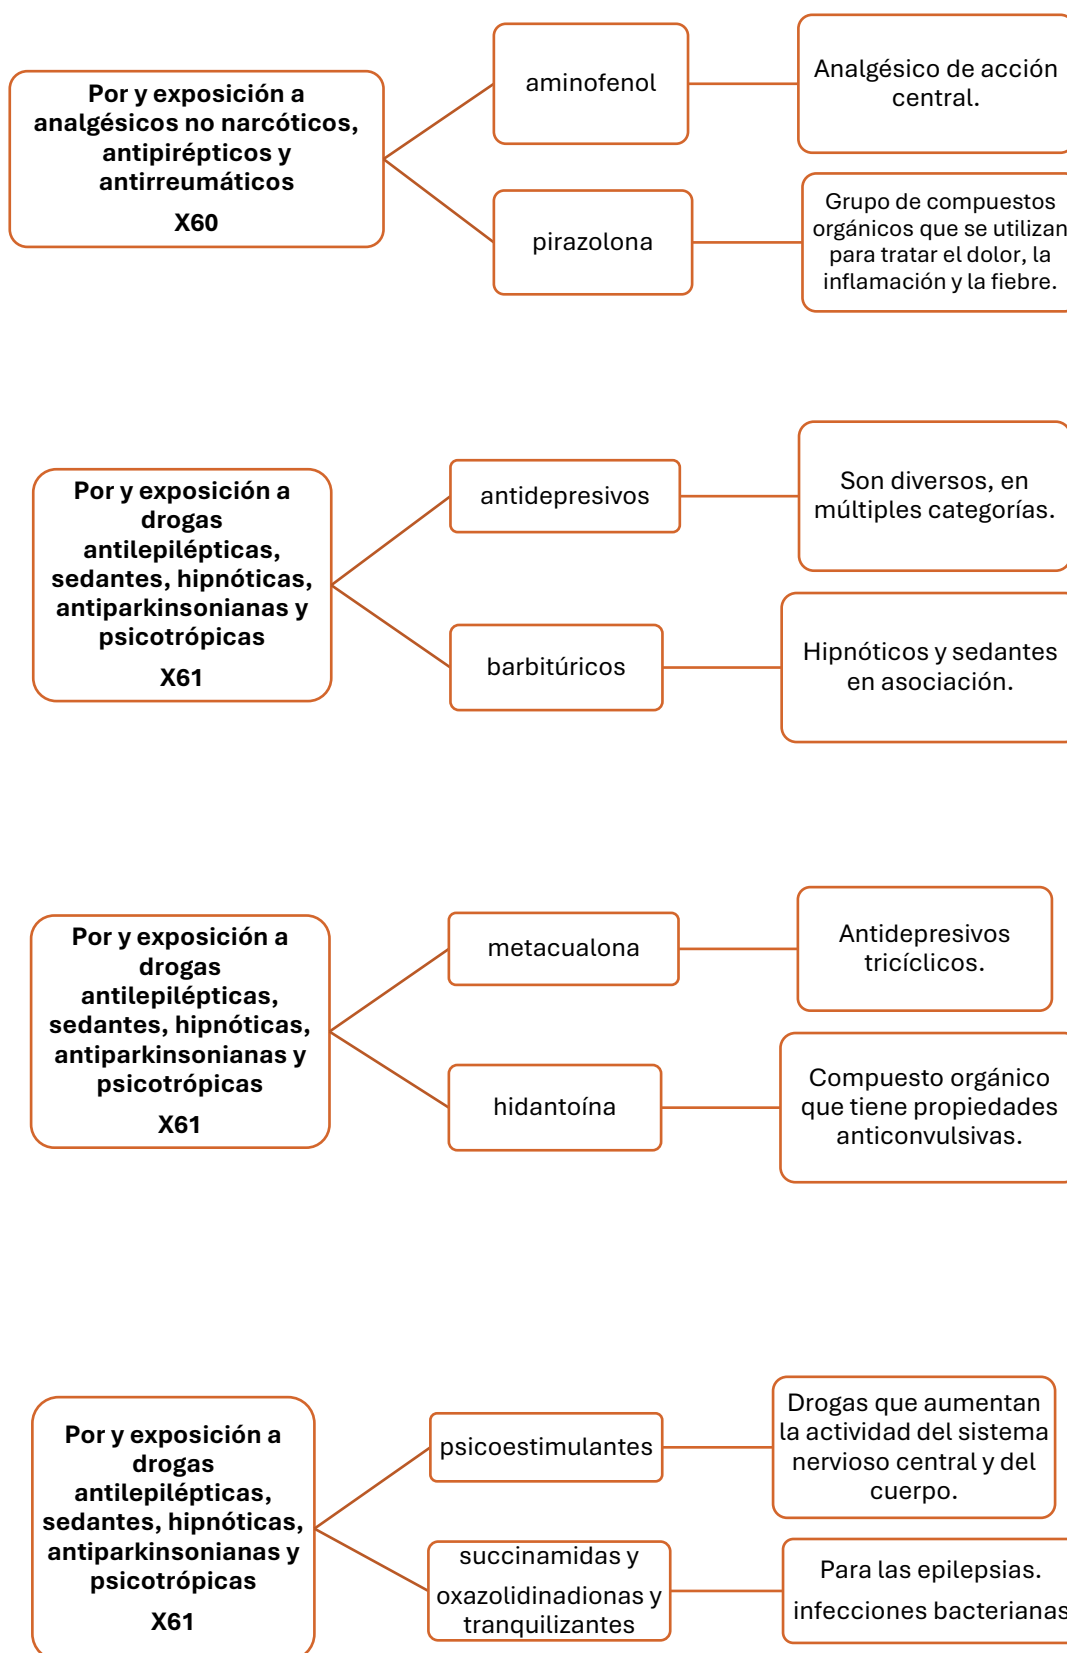 Por y exposición a
analgésicos no narcóticos,
antipirépticos y
antirreumáticos
X60
aminofenol
Analgésico de acción
central.
pirazolona
Grupo de compuestos
orgánicos que se utilizan
para tratar el dolor, la
inflamación y la fiebre.
Por y exposición a
drogas
antilepilépticas,
sedantes, hipnóticas,
antiparkinsonianas y
psicotrópicas
X61
antidepresivos
Son diversos, en
múltiples categorías.
barbitúricos
Hipnóticos y sedantes
en asociación.
Por y exposición a
drogas
antilepilépticas,
sedantes, hipnóticas,
antiparkinsonianas y
psicotrópicas
X61
metacualona
Antidepresivos
tricíclicos.
hidantoína
Compuesto orgánico
que tiene propiedades
anticonvulsivas.
Por y exposición a
drogas
antilepilépticas,
sedantes, hipnóticas,
antiparkinsonianas y
psicotrópicas
X61
psicoestimulantes
Drogas que aumentan
la actividad del sistema
nervioso central y del
cuerpo.
succinamidas y
oxazolidinadionas y
tranquilizantes
Para las epilepsias.
infecciones bacterianas